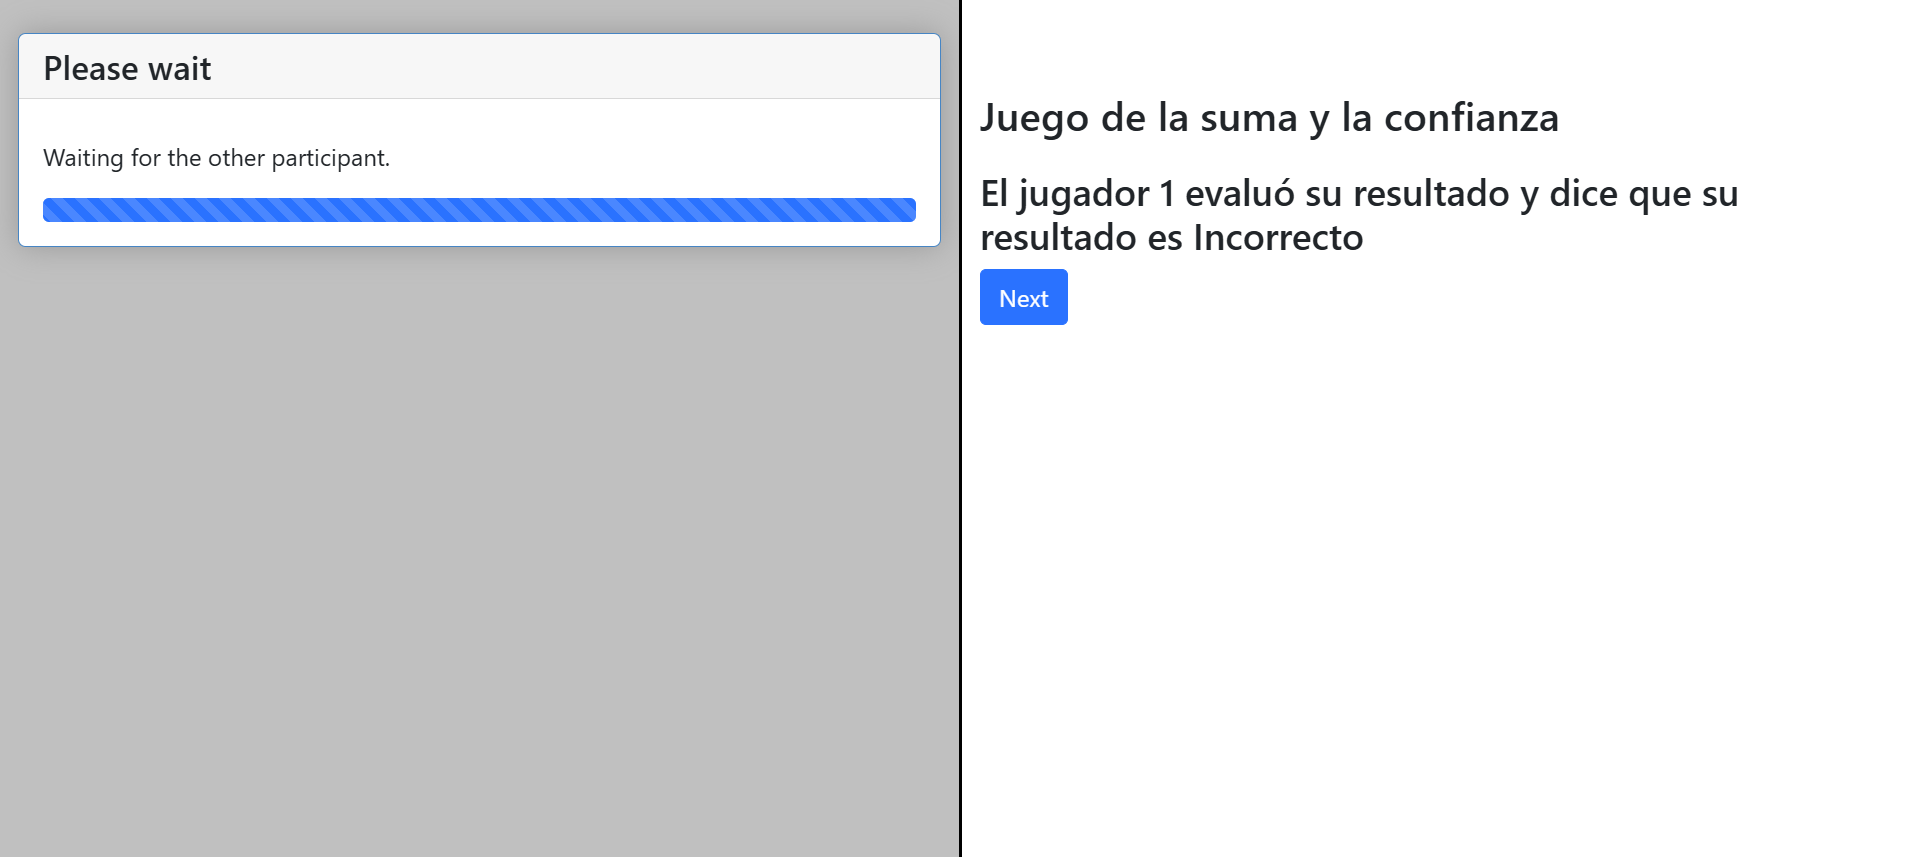 Please wait
Waiting for the other participant.
Juego de la suma y la confianza
El jugador 1 evaluó su resultado y dice que su
resultado es Incorrecto
Next